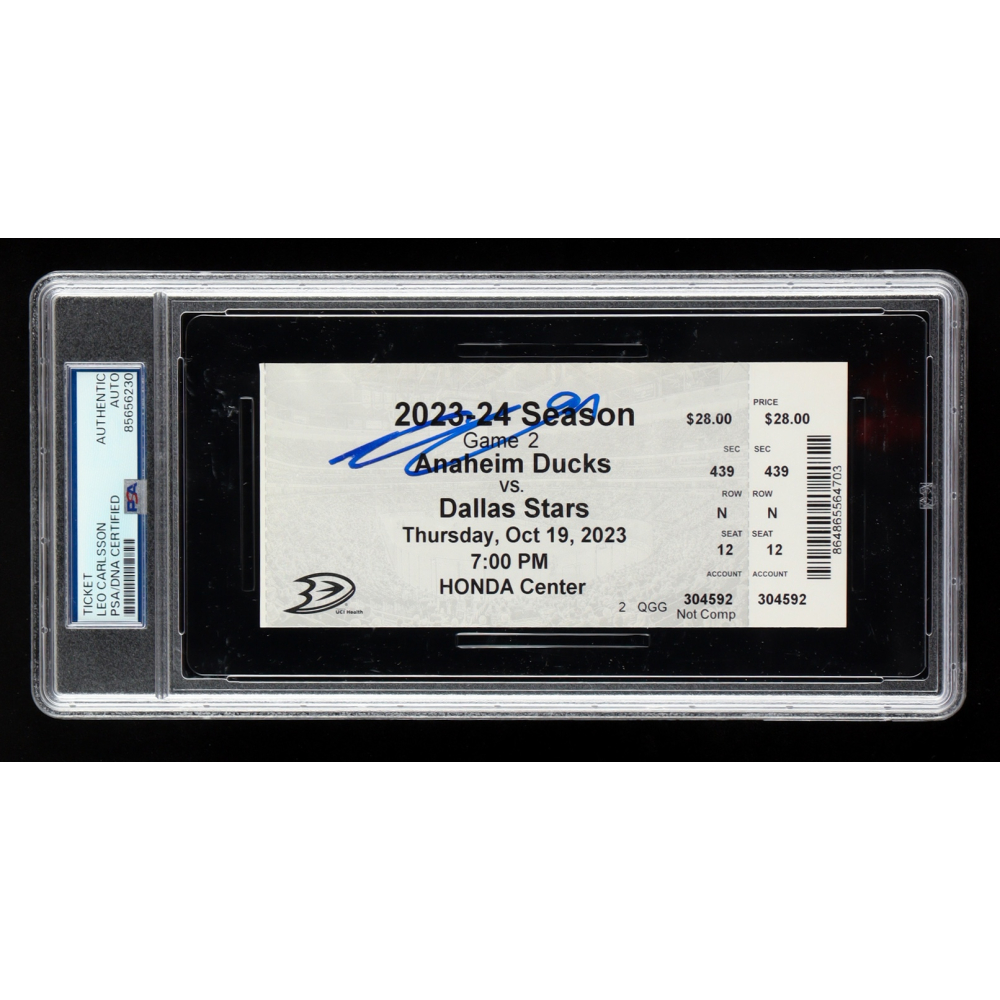 TICKET
LEO CARLSSON
PSA/DNA CERTIFIED
AUTHENTIC
AUTO
85656230
PSA
2023-24 Season
Game 2
Anaheim Ducks
VS.
Dallas Stars
Thursday, Oct 19, 2023
7:00 PM
HONDA Center
UCI Health
2 QGG
$28.00
SEC
439
ROW
N
SEAT
12
ACCOUNT
304592
Not Comp
PRICE
$28.00
SEC
439
ROW
N
SEAT
12
ACCOUNT
304592
864865564703
91